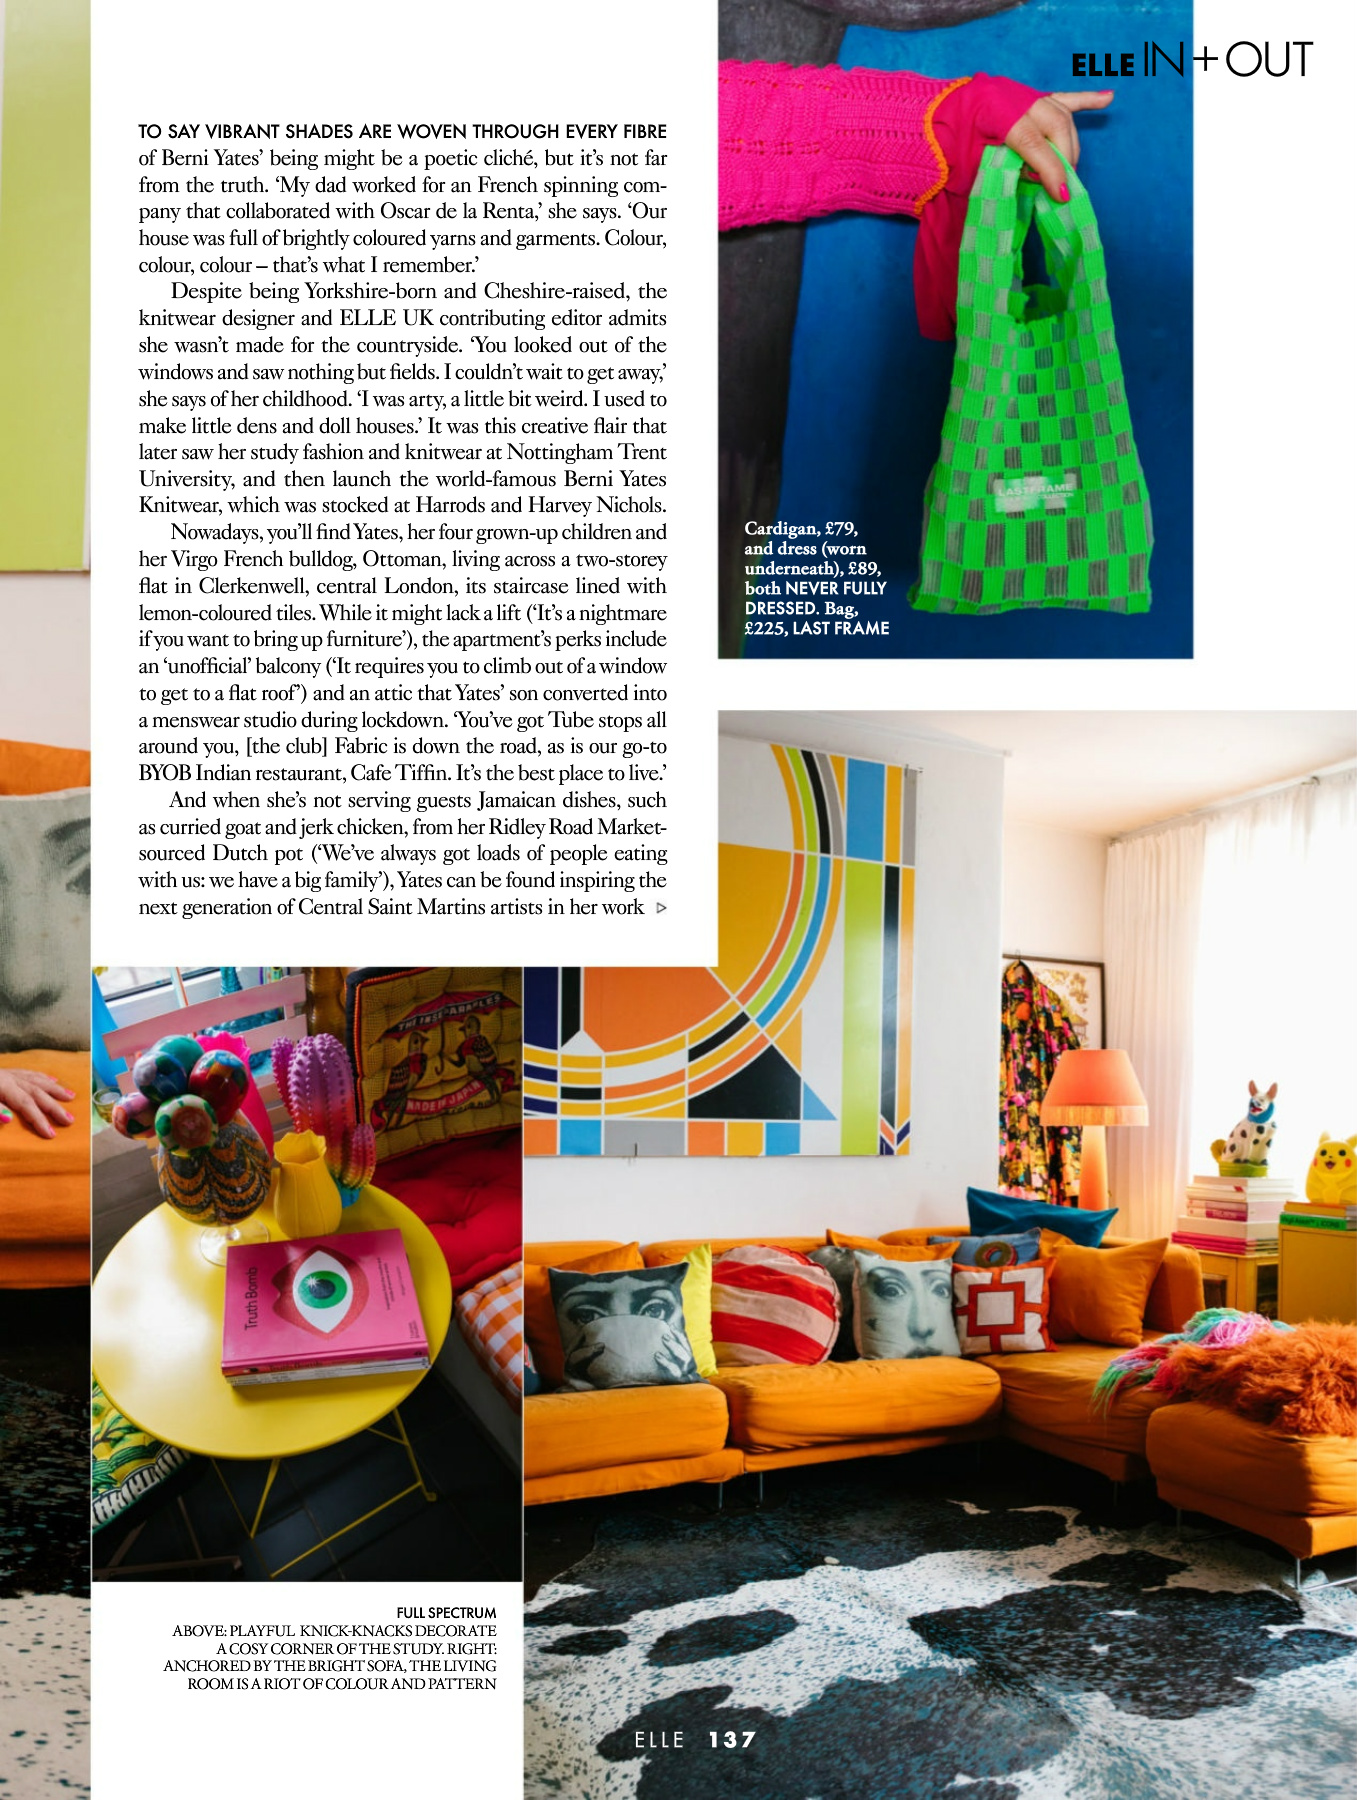 ELLE IN+OUT
TO SAY VIBRANT SHADES ARE WOVEN THROUGH EVERY FIBRE
of Berni Yates’ being might be a poetic cliché, but it’s not far
from the truth. ‘My dad worked for an French spinning com-
pany that collaborated with Oscar de la Renta,’ she says. ‘Our
house was full of brightly coloured yarns and garments. Colour,
colour, colour – that’s what I remember.’
Despite being Yorkshire-born and Cheshire-raised, the
knitwear designer and ELLE UK contributing editor admits
she wasn’t made for the countryside. ‘You looked out of the
windows and saw nothing but fields. I couldn’t wait to get away,’
she says of her childhood. ‘I was arty, a little bit weird. I used to
make little dens and doll houses.’ It was this creative flair that
later saw her study fashion and knitwear at Nottingham Trent
University, and then launch the world-famous Berni Yates
Knitwear, which was stocked at Harrods and Harvey Nichols.
Nowadays, you’ll find Yates, her four grown-up children and
her Virgo French bulldog, Ottoman, living across a two-storey
flat in Clerkenwell, central London, its staircase lined with
lemon-coloured tiles. While it might lack a lift (‘It’s a nightmare
if you want to bring up furniture’), the apartment’s perks include
an ‘unofficial’ balcony (‘It requires you to climb out of a window
to get to a flat roof’) and an attic that Yates’ son converted into
a menswear studio during lockdown. ‘You’ve got Tube stops all
around you, [the club] Fabric is down the road, as is our go-to
BYOB Indian restaurant, Cafe Tiffin. It’s the best place to live.’
And when she’s not serving guests Jamaican dishes, such
as curried goat and jerk chicken, from her Ridley Road Market-
sourced Dutch pot (‘We’ve always got loads of people eating
with us: we have a big family’), Yates can be found inspiring the
next generation of Central Saint Martins artists in her work ▷
LASTFRAME
Cardigan, £79,
and dress (worn
underneath), £89,
both NEVER FULLY
DRESSED. Bag,
£225, LAST FRAME
THE INSEPARABLES
MADE IN JAPAN
Truth Bomb
FULL SPECTRUM
ABOVE: PLAYFUL KNICK-KNACKS DECORATE
A COSY CORNER OF THE STUDY. RIGHT:
ANCHORED BY THE BRIGHT SOFA, THE LIVING
ROOM IS A RIOT OF COLOUR AND PATTERN
ELLE 137